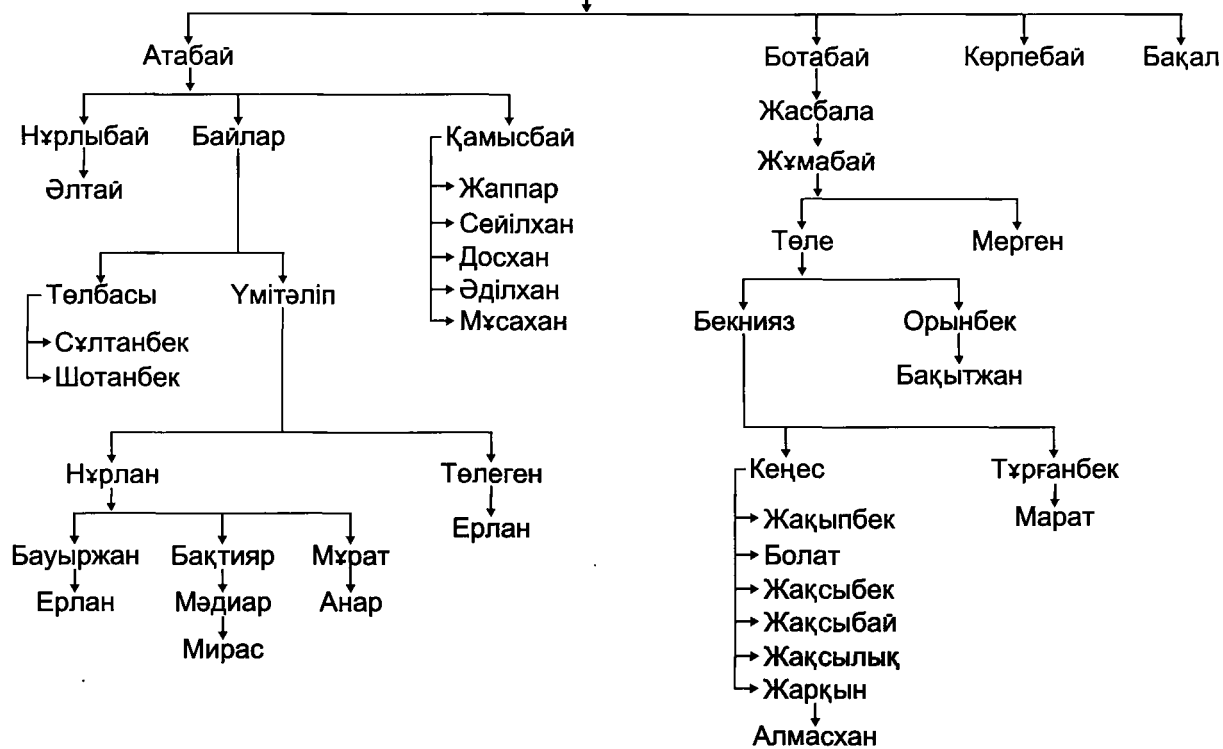 Атабай Ботабай Көрпебай Бақал
Жасбала
Нұрлыбай Байлар Қамысбай
Жұмабай
Әлтай Жаппар
Сейілхан
Төле Мерген
Досхан
Төлбасы Үмітәліп Әділхан
Мұсахан Бекнияз Орынбек
Сұлтанбек
Шотанбек Бақытжан
Нұрлан Төлеген Кеңес Тұрғанбек
Ерлан Жақыпбек Марат
Бауыржан Бақтияр Мұрат Болат
Ерлан Мәдиар Анар Жақсыбек
Жақсыбай
Мирас Жақсылық
Жарқын
Алмасхан